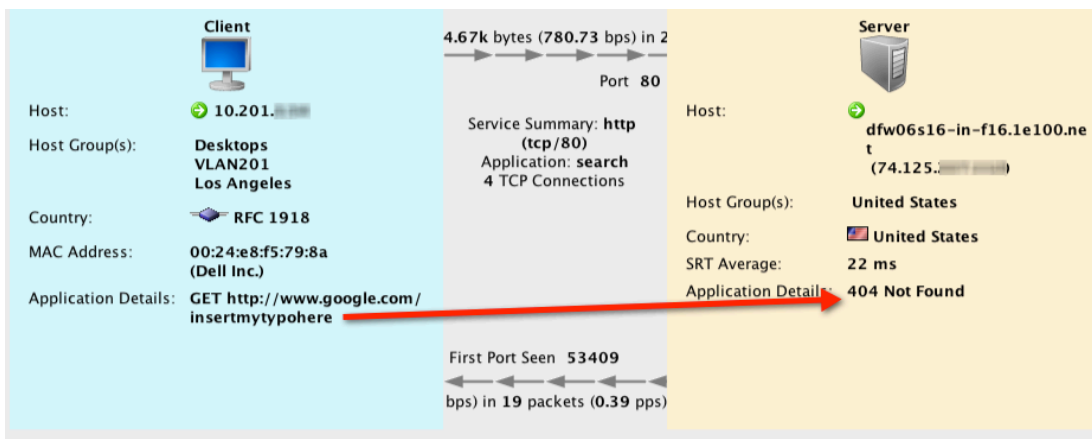 Client
Host: 10.201.
Host Group(s): Desktops
VLAN201
Los Angeles
Country: RFC 1918
MAC Address: 00:24:e8:f5:79:8a
(Dell Inc.)
Application Details: GET http://www.google.com/
insertmytypohere
4.67k bytes (780.73 bps) in 2
Port 80
Service Summary: http
(tcp/80)
Application: search
4 TCP Connections
First Port Seen 53409
bps) in 19 packets (0.39 pps)
Server
Host:
dfw06s16-in-f16.1e100.ne
t
(74.125. )
Host Group(s): United States
Country: United States
SRT Average: 22 ms
Application Details: 404 Not Found